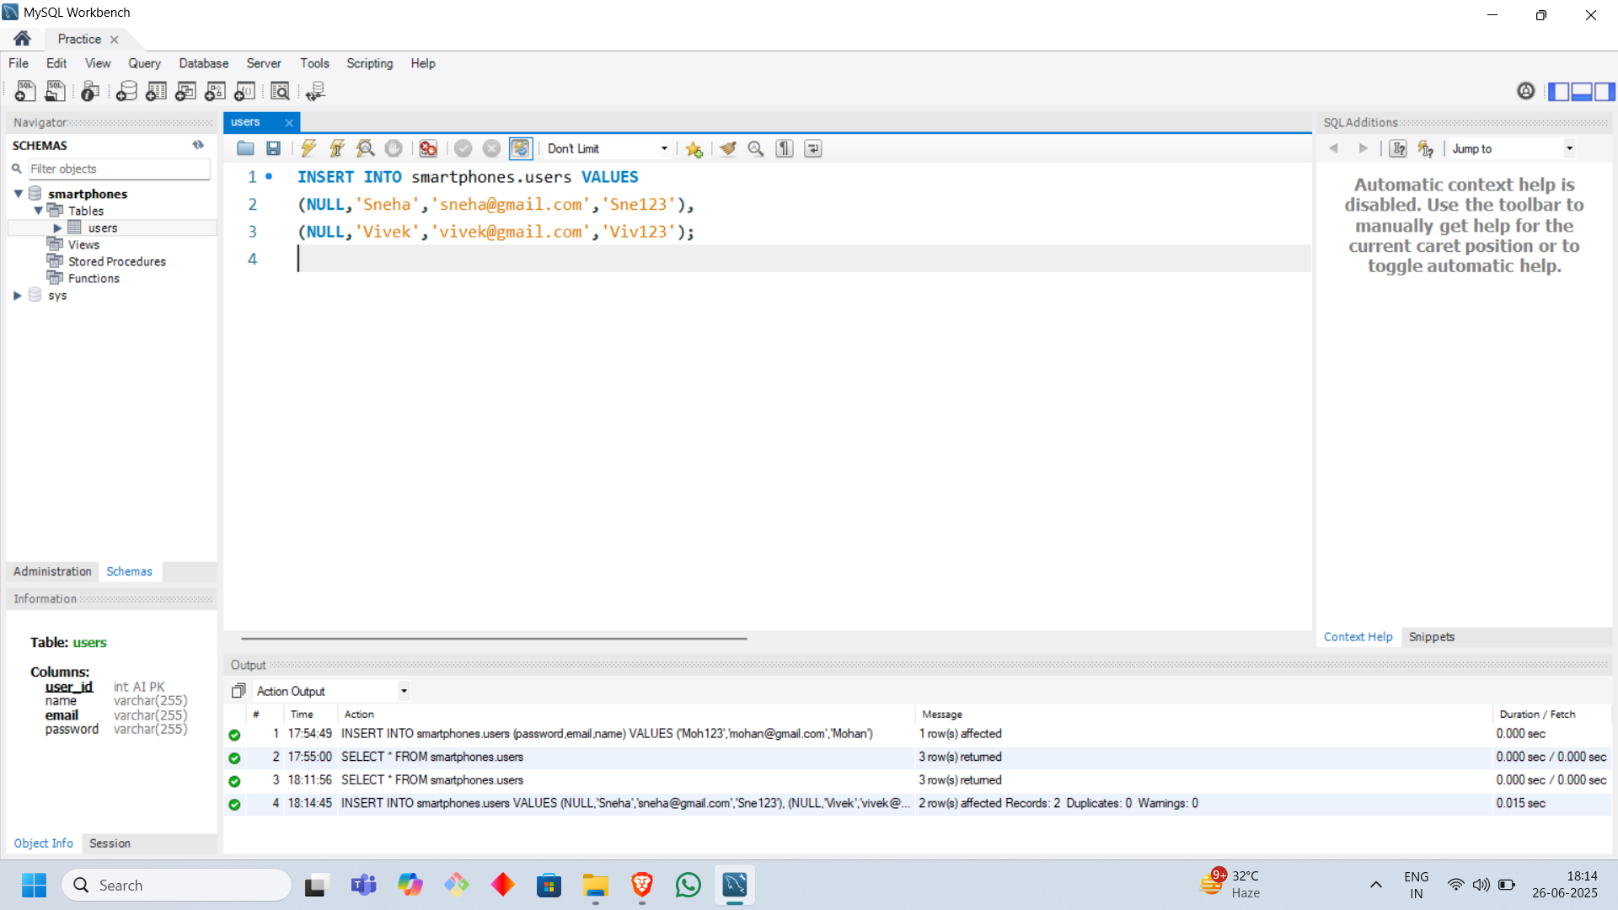 MySQL Workbench
Practice
File Edit View Query Database Server Tools Scripting Help
Navigator
SCHEMAS
Filter objects
smartphones
Tables
users
Views
Stored Procedures
Functions
sys
Administration Schemas
Information
Table: users
Columns:
user_id int AI PK
name varchar(255)
email varchar(255)
password varchar(255)
Object Info Session
users
Don't Limit
1 INSERT INTO smartphones.users VALUES
2 (NULL,'Sneha','sneha@gmail.com','Sne123'),
3 (NULL,'Vivek','vivek@gmail.com','Viv123');
4
SQLAdditions
Jump to
Automatic context help is
disabled. Use the toolbar to
manually get help for the
current caret position or to
toggle automatic help.
Context Help Snippets
Output
Action Output
# Time Action Message Duration / Fetch
1 17:54:49 INSERT INTO smartphones.users (password,email,name) VALUES ('Moh123','mohan@gmail.com','Mohan') 1 row(s) affected 0.000 sec
2 17:55:00 SELECT * FROM smartphones.users 3 row(s) returned 0.000 sec / 0.000 sec
3 18:11:56 SELECT * FROM smartphones.users 3 row(s) returned 0.000 sec / 0.000 sec
4 18:14:45 INSERT INTO smartphones.users VALUES (NULL,'Sneha','sneha@gmail.com','Sne123'), (NULL,'Vivek','vivek@... 2 row(s) affected Records: 2 Duplicates: 0 Warnings: 0 0.015 sec
Search
9+
32°C
Haze
ENG
IN
18:14
26-06-2025